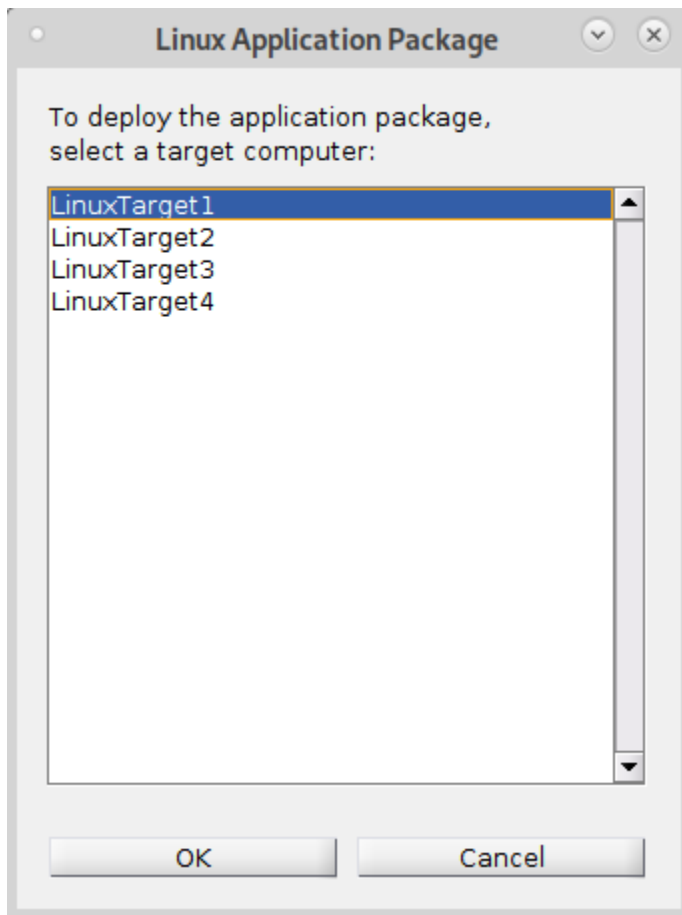 Linux Application Package
To deploy the application package,
select a target computer:
LinuxTarget1
LinuxTarget2
LinuxTarget3
LinuxTarget4
OK
Cancel